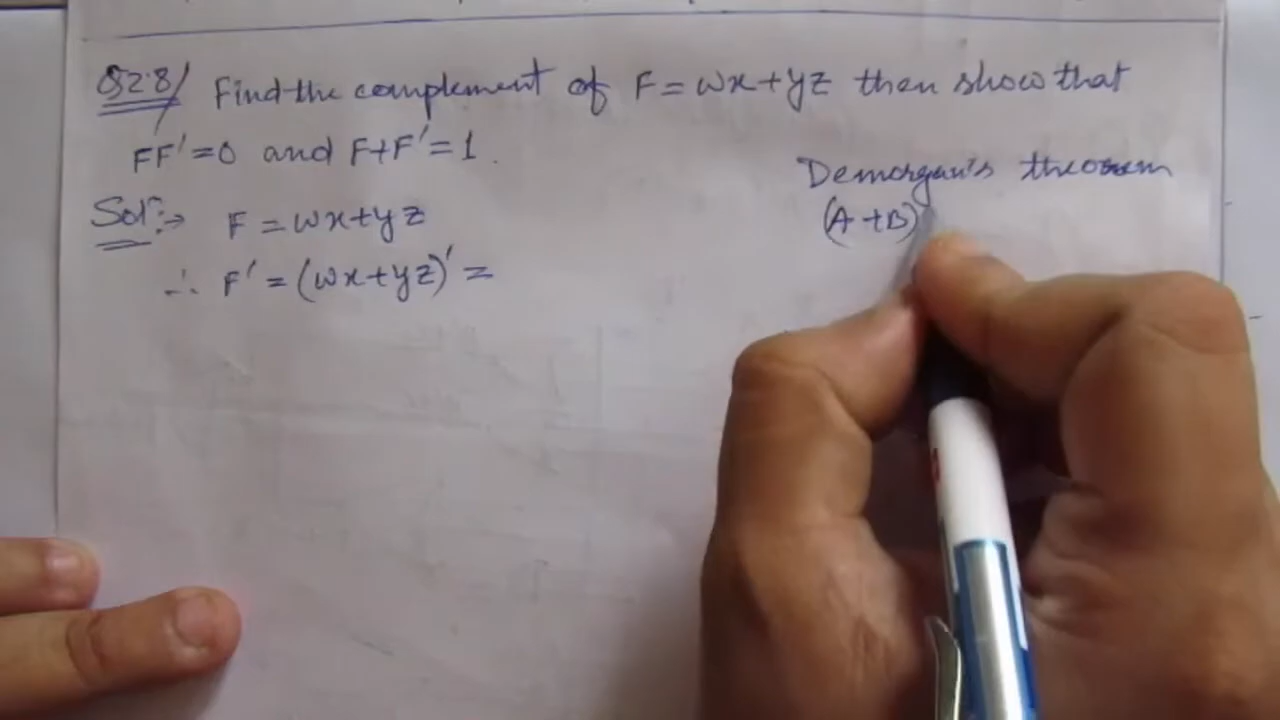 Q2.8/ Find the complement of F = wx + yz then show that
FF' = 0 and F + F' = 1.
Demorgan's theorem
Sol:→ F = wx + yz
(A + B)
∴ F' = (wx + yz)' =